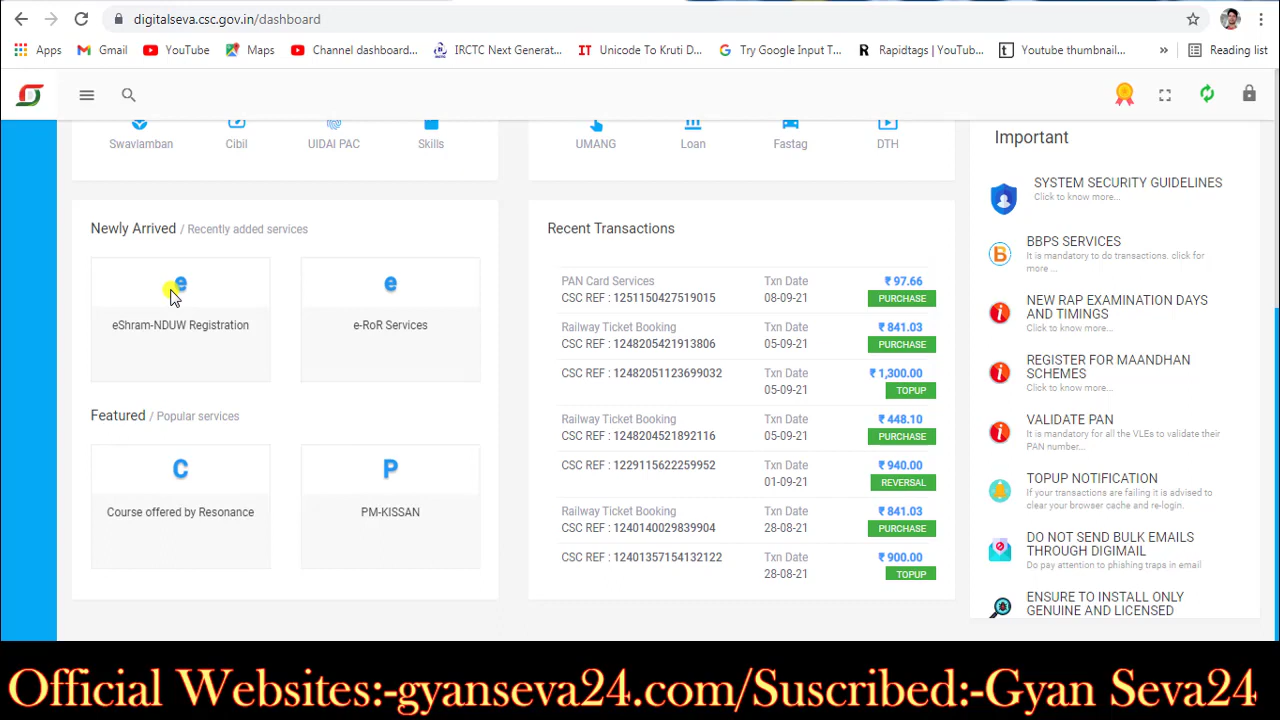 digitalseva.csc.gov.in/dashboard
Apps Gmail YouTube Maps Channel dashboard... IRCTC Next Generat... IT Unicode To Kruti D... Try Google Input T... R Rapidtags | YouTub... t Youtube thumbnail... » Reading list
Swavlamban Cibil UIDAI PAC Skills
UMANG Loan Fastag DTH
Newly Arrived / Recently added services
e
eShram-NDUW Registration
e
e-RoR Services
Featured / Popular services
C
Course offered by Resonance
P
PM-KISSAN
Recent Transactions
PAN Card Services Txn Date ₹ 97.66
CSC REF : 1251150427519015 08-09-21 PURCHASE
Railway Ticket Booking Txn Date ₹ 841.03
CSC REF : 1248205421913806 05-09-21 PURCHASE
CSC REF : 12482051123699032 Txn Date ₹ 1,300.00
05-09-21 TOPUP
Railway Ticket Booking Txn Date ₹ 448.10
CSC REF : 1248204521892116 05-09-21 PURCHASE
CSC REF : 1229115622259952 Txn Date ₹ 940.00
01-09-21 REVERSAL
Railway Ticket Booking Txn Date ₹ 841.03
CSC REF : 1240140029839904 28-08-21 PURCHASE
CSC REF : 12401357154132122 Txn Date ₹ 900.00
28-08-21 TOPUP
Important
SYSTEM SECURITY GUIDELINES
Click to know more...
B
BBPS SERVICES
It is mandatory to do transactions. click for
more ...
NEW RAP EXAMINATION DAYS
AND TIMINGS
Click to know more...
REGISTER FOR MAANDHAN
SCHEMES
Click to know more...
VALIDATE PAN
It is mandatory for all the VLEs to validate their
PAN number...
TOPUP NOTIFICATION
If your transactions are failing it is advised to
clear your browser cache and re-login.
DO NOT SEND BULK EMAILS
THROUGH DIGIMAIL
Do pay attention to phishing traps in email
ENSURE TO INSTALL ONLY
GENUINE AND LICENSED
Official Websites:-gyanseva24.com/Suscribed:-Gyan Seva24